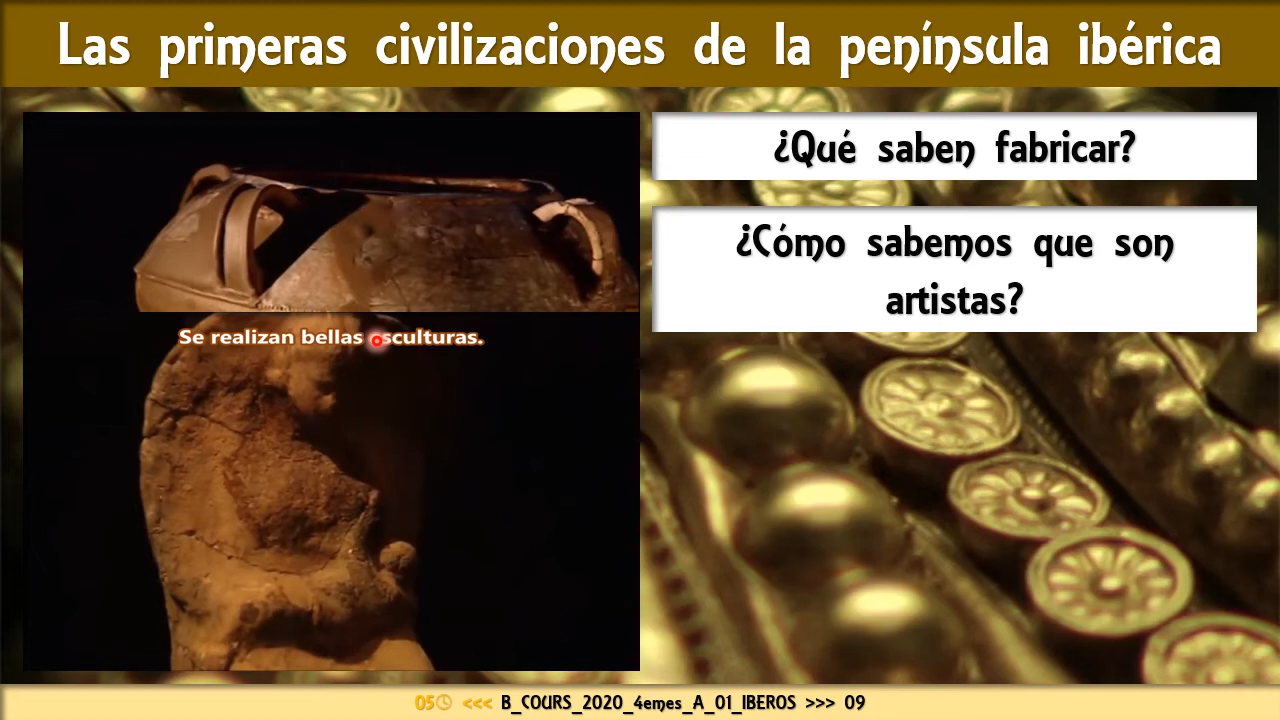 Las primeras civilizaciones de la península ibérica
¿Qué saben fabricar?
¿Cómo sabemos que son
artistas?
Se realizan bellas esculturas.
05 <<< B_COURS_2020_4emes_A_01_IBEROS >>> 09